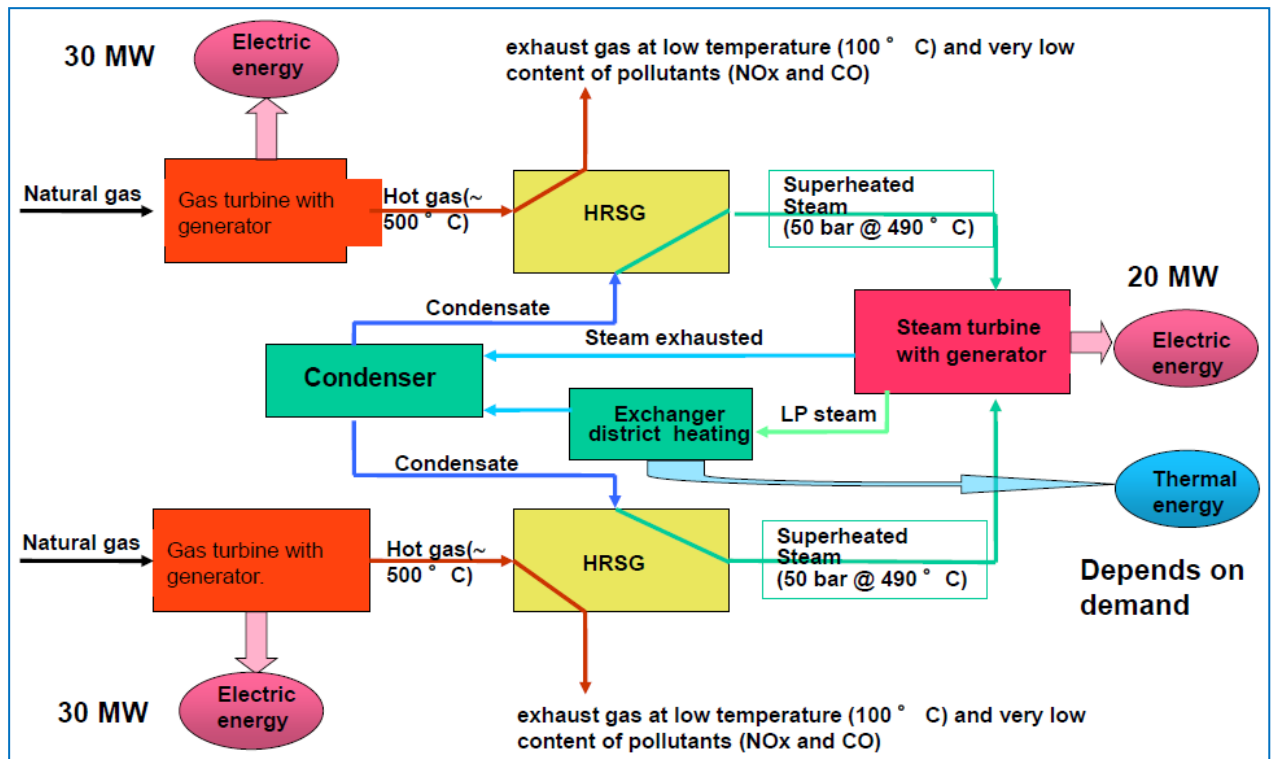 30 MW
Electric
energy
exhaust gas at low temperature (100 ° C) and very low
content of pollutants (NOx and CO)
Natural gas
Gas turbine with
generator
Hot gas(~
500 ° C)
HRSG
Superheated
Steam
(50 bar @ 490 ° C)
20 MW
Condensate
Steam exhausted
Steam turbine
with generator
Electric
energy
Condenser
Exchanger
district heating
LP steam
Condensate
Thermal
energy
Natural gas
Gas turbine with
generator.
Hot gas(~
500 ° C)
HRSG
Superheated
Steam
(50 bar @ 490 ° C)
Depends on
demand
30 MW
Electric
energy
exhaust gas at low temperature (100 ° C) and very low
content of pollutants (NOx and CO)